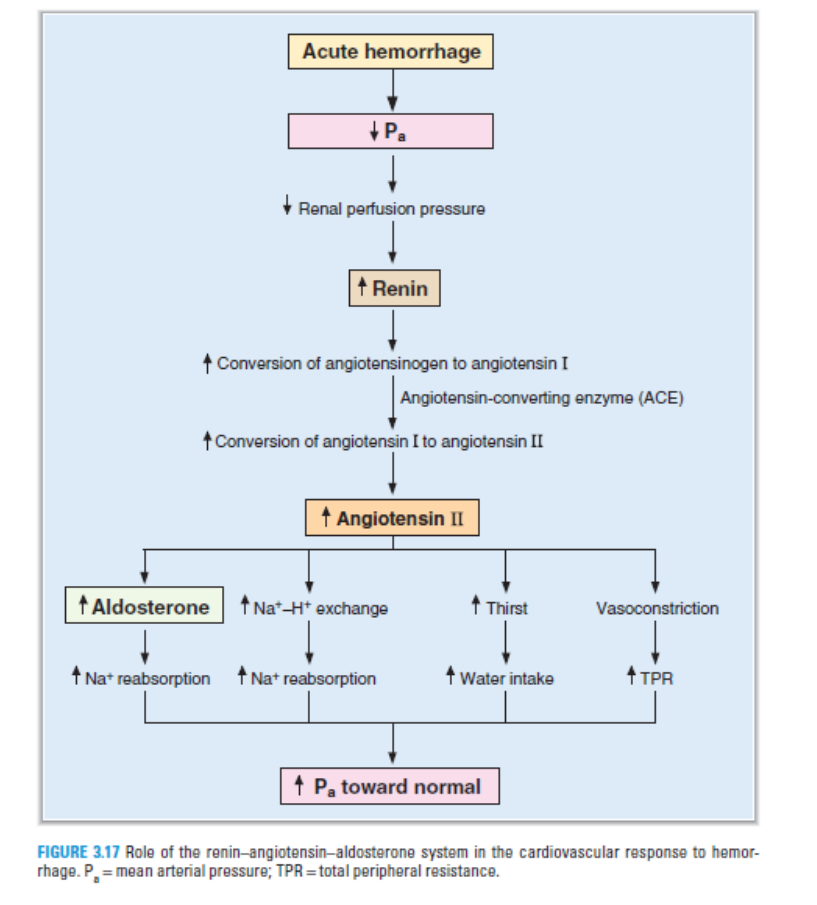 Acute hemorrhage
↓ Pa
↓ Renal perfusion pressure
↑ Renin
↑ Conversion of angiotensinogen to angiotensin I
Angiotensin-converting enzyme (ACE)
↑ Conversion of angiotensin I to angiotensin II
↑ Angiotensin II
↑ Aldosterone ↑ Na⁺–H⁺ exchange ↑ Thirst Vasoconstriction
↑ Na⁺ reabsorption ↑ Na⁺ reabsorption ↑ Water intake ↑ TPR
↑ Pa toward normal
FIGURE 3.17 Role of the renin–angiotensin–aldosterone system in the cardiovascular response to hemor-
rhage. Pa = mean arterial pressure; TPR = total peripheral resistance.